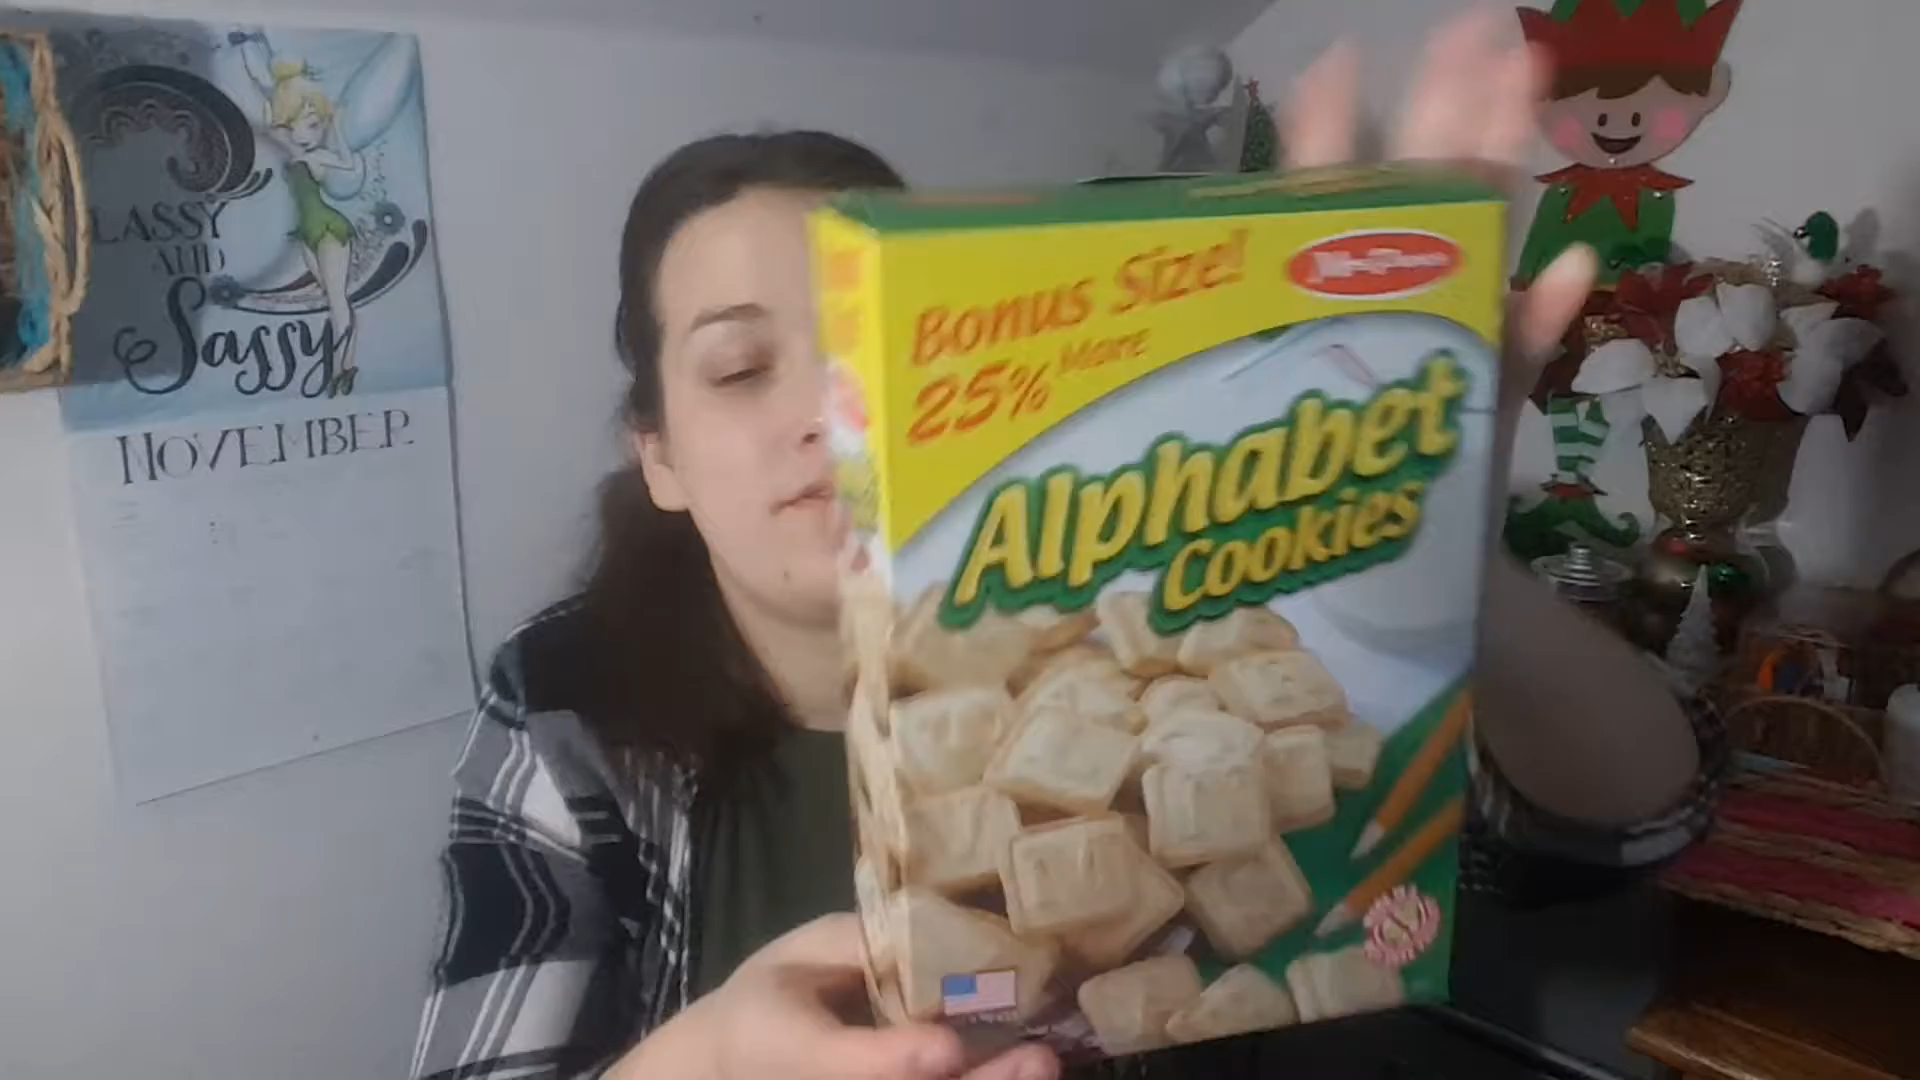 LASSY
AND
Sassy
NOVEMBER
Bonus Size!
25% More
Alphabet
Cookies